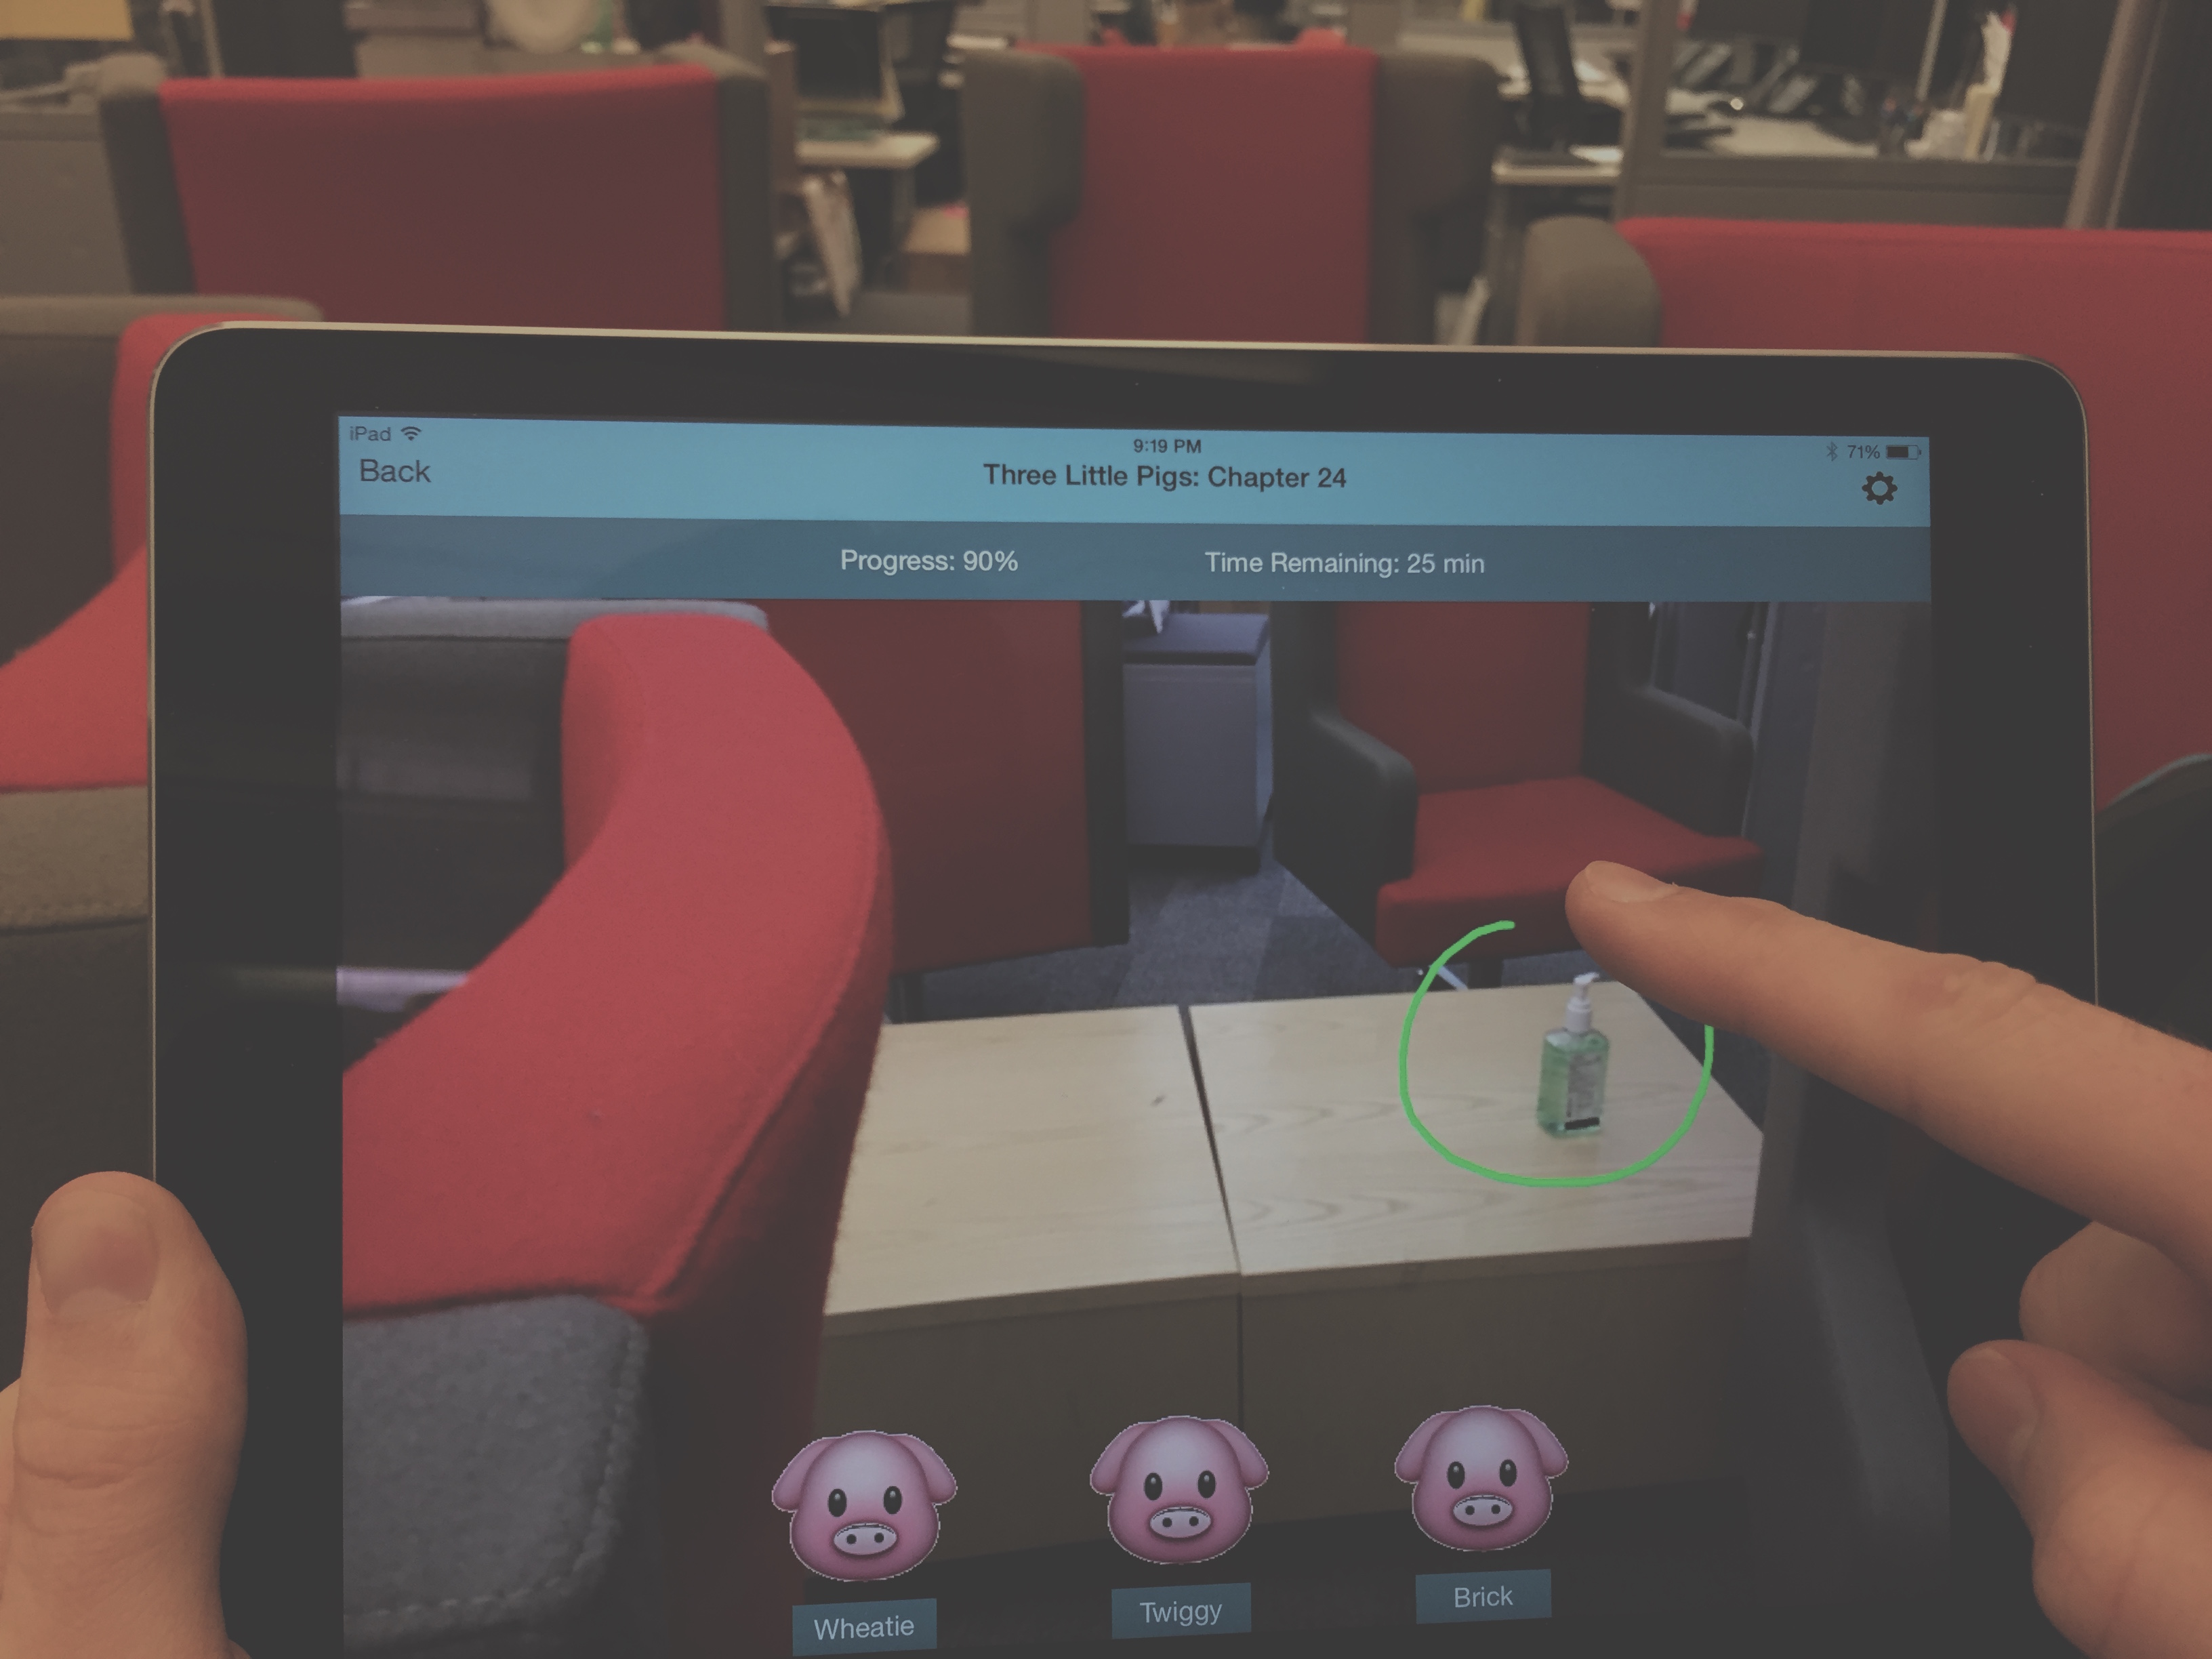 iPad
9:19 PM
71%
Back
Three Little Pigs: Chapter 24
Progress: 90%
Time Remaining: 25 min
Wheatie
Twiggy
Brick